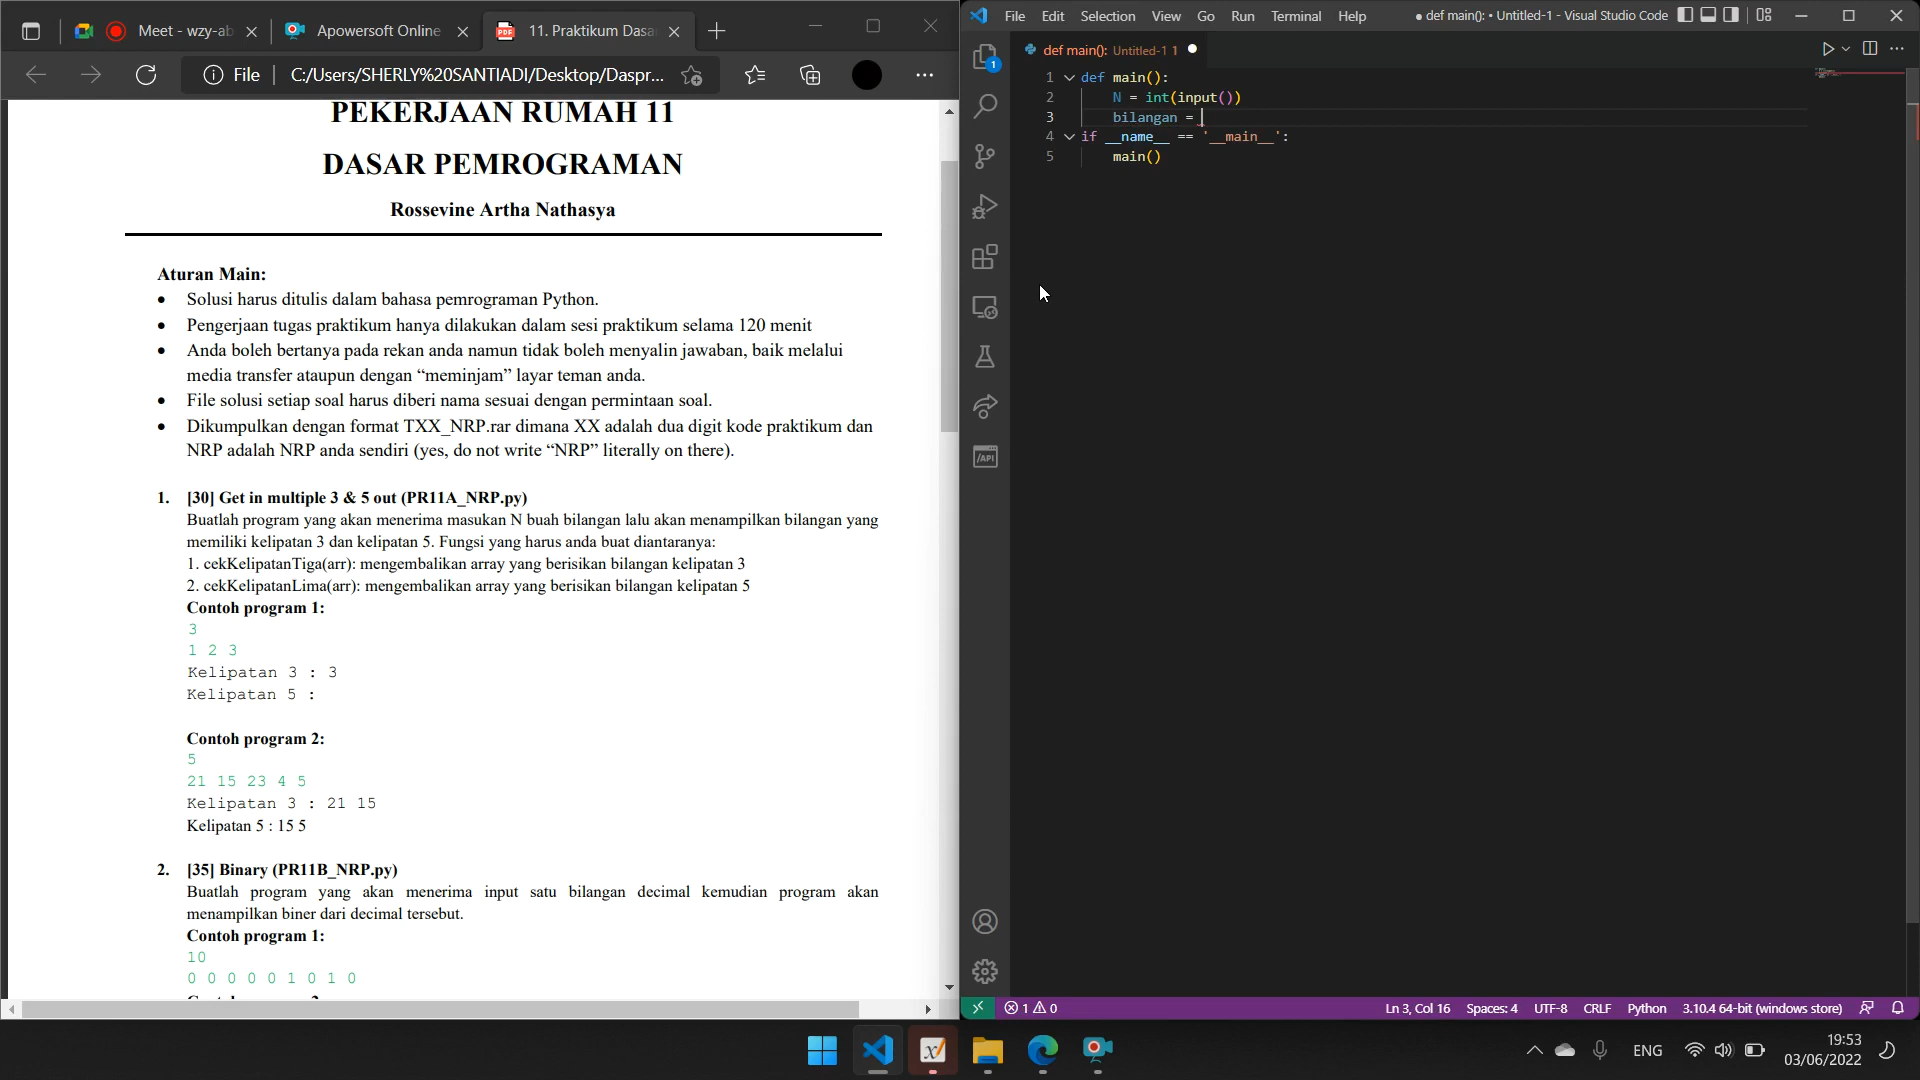 Meet - wzy-ab
Apowersoft Online
11. Praktikum Dasa
File
C:/Users/SHERLY%20SANTIADI/Desktop/Daspr...
PEKERJAAN RUMAH 11
DASAR PEMROGRAMAN
Rossevine Artha Nathasya
Aturan Main:
• Solusi harus ditulis dalam bahasa pemrograman Python.
• Pengerjaan tugas praktikum hanya dilakukan dalam sesi praktikum selama 120 menit
• Anda boleh bertanya pada rekan anda namun tidak boleh menyalin jawaban, baik melalui
media transfer ataupun dengan “meminjam” layar teman anda.
• File solusi setiap soal harus diberi nama sesuai dengan permintaan soal.
• Dikumpulkan dengan format TXX_NRP.rar dimana XX adalah dua digit kode praktikum dan
NRP adalah NRP anda sendiri (yes, do not write “NRP” literally on there).
1. [30] Get in multiple 3 & 5 out (PR11A_NRP.py)
Buatlah program yang akan menerima masukan N buah bilangan lalu akan menampilkan bilangan yang
memiliki kelipatan 3 dan kelipatan 5. Fungsi yang harus anda buat diantaranya:
1. cekKelipatanTiga(arr): mengembalikan array yang berisikan bilangan kelipatan 3
2. cekKelipatanLima(arr): mengembalikan array yang berisikan bilangan kelipatan 5
Contoh program 1:
3
1 2 3
Kelipatan 3 : 3
Kelipatan 5 :
Contoh program 2:
5
21 15 23 4 5
Kelipatan 3 : 21 15
Kelipatan 5 : 15 5
2. [35] Binary (PR11B_NRP.py)
Buatlah program yang akan menerima input satu bilangan decimal kemudian program akan
menampilkan biner dari decimal tersebut.
Contoh program 1:
10
0 0 0 0 0 1 0 1 0
File Edit Selection View Go Run Terminal Help
● def main(): • Untitled-1 - Visual Studio Code
def main(): Untitled-1 1
1 def main():
2 N = int(input())
3 bilangan =
4 if __name__ == '__main__':
5 main()
/API
1
1 0
Ln 3, Col 16 Spaces: 4 UTF-8 CRLF Python 3.10.4 64-bit (windows store)
ENG
19:53
03/06/2022